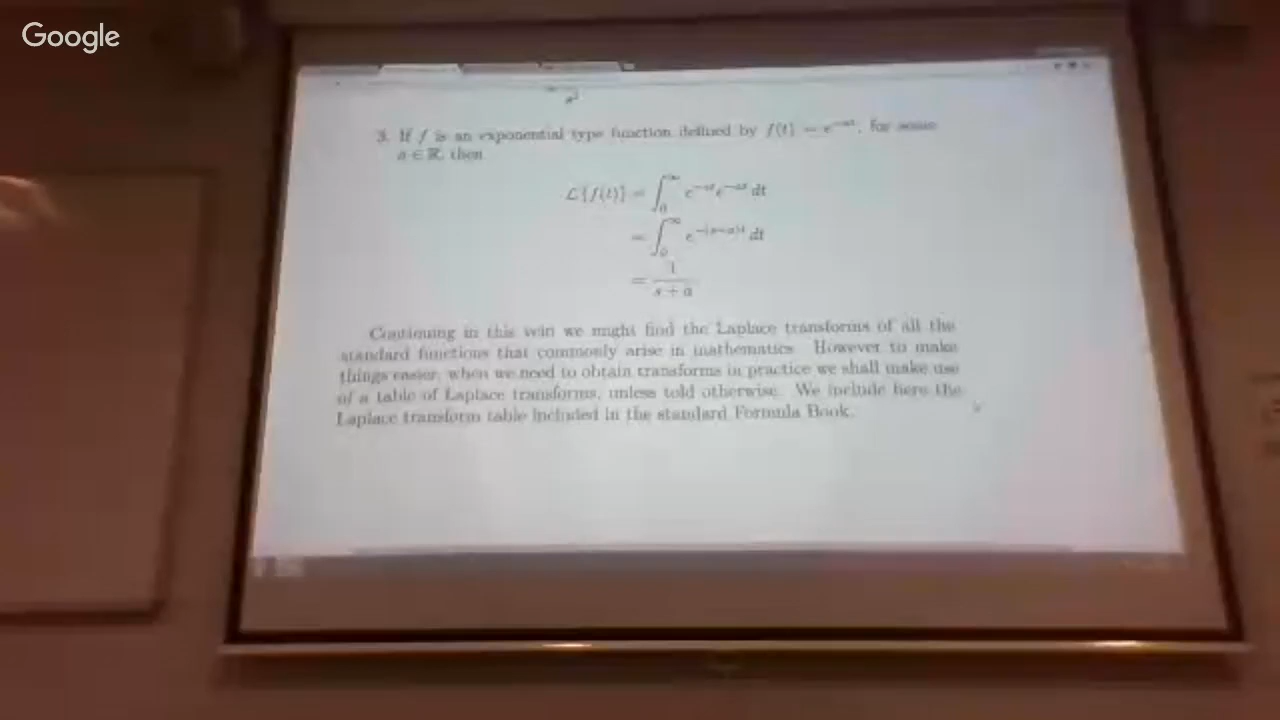 Google
3. If f is an exponential type function defined by f(t) = e^{-at}, for some
a ∈ ℝ, then
ℒ{f(t)} = ∫_0^∞ e^{-st} e^{-at} dt
= ∫_0^∞ e dt
= 1/(s + a)
Continuing in this vein we might find the Laplace transforms of all the
standard functions that commonly arise in mathematics. However to make
things easier, when we need to obtain transforms in practice we shall make use
of a table of Laplace transforms, unless told otherwise. We include here the
Laplace transform table included in the standard Formula Book.